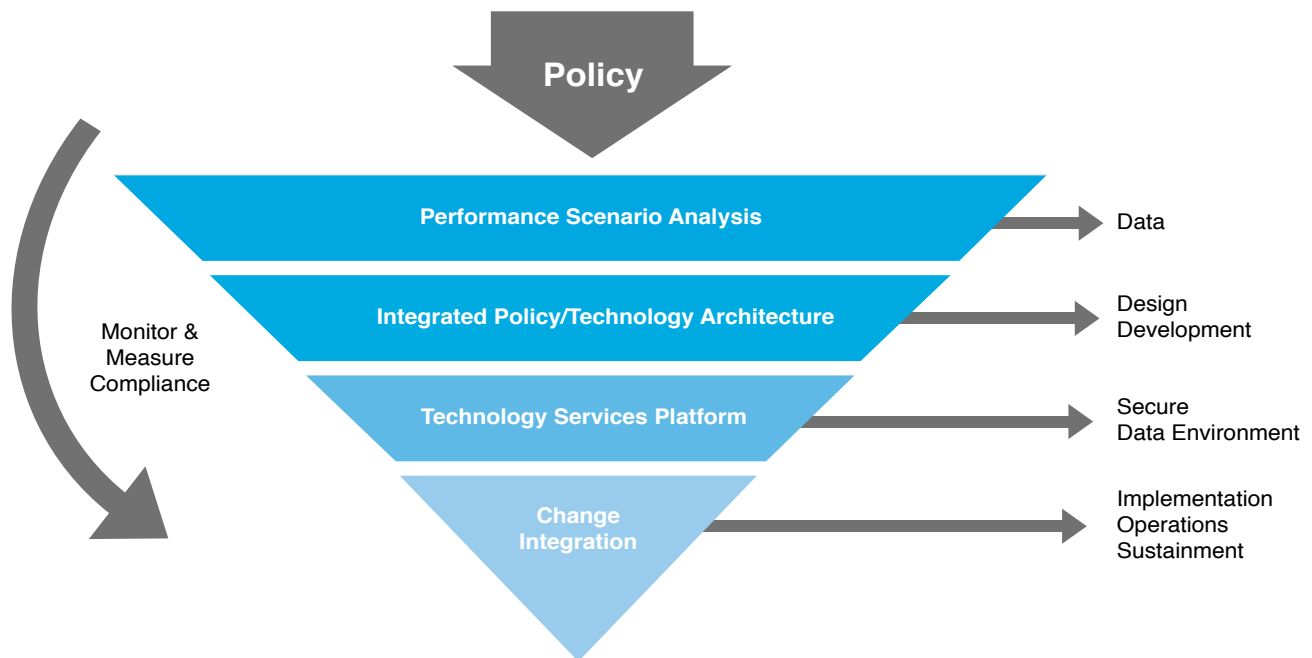 Policy
Performance Scenario Analysis
Data
Integrated Policy/Technology Architecture
Design
Development
Monitor &
Measure
Compliance
Technology Services Platform
Secure
Data Environment
Change
Integration
Implementation
Operations
Sustainment